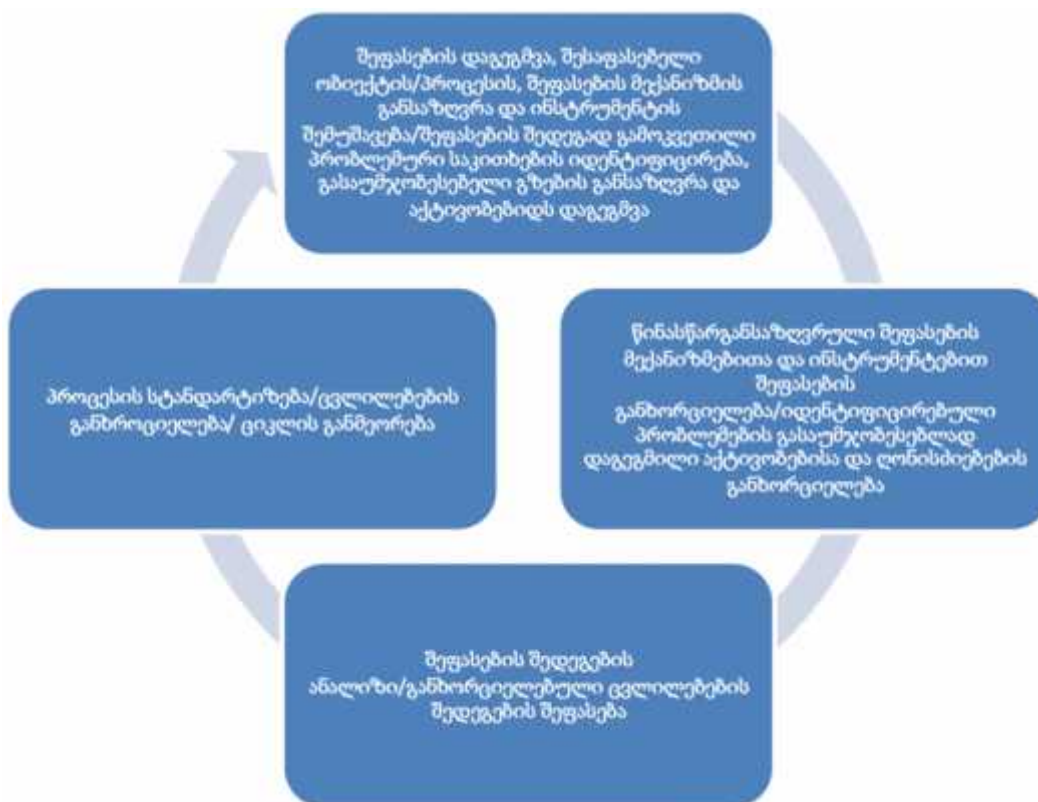 შეფასების დაგეგმვა, შესაფასებელი
ობიექტის/პროცესის, შეფასების მექანიზმის
განსაზღვრა და ინსტრუმენტის
შემუშავება/შეფასების შედეგად გამოკვეთილი
პრობლემური საკითხების იდენტიფიცირება,
გასაუმჯობესებელი გზების განსაზღვრა და
აქტივობებიდს დაგეგმვა
წინასწარგანსაზღვრული შეფასების
მექანიზმებითა და ინსტრუმენტებით
შეფასების
განხორციელება/იდენტიფიცირებული
პრობლემების გასაუმჯობესებლად
დაგეგმილი აქტივობებისა და ღონისძიებების
განხორციელება
შეფასების შედეგების
ანალიზი/განხორციელებული ცვლილებების
შედეგების შეფასება
პროცესის სტანდარტიზება/ცვლილებების
განხროციელება/ ციკლის განმეორება